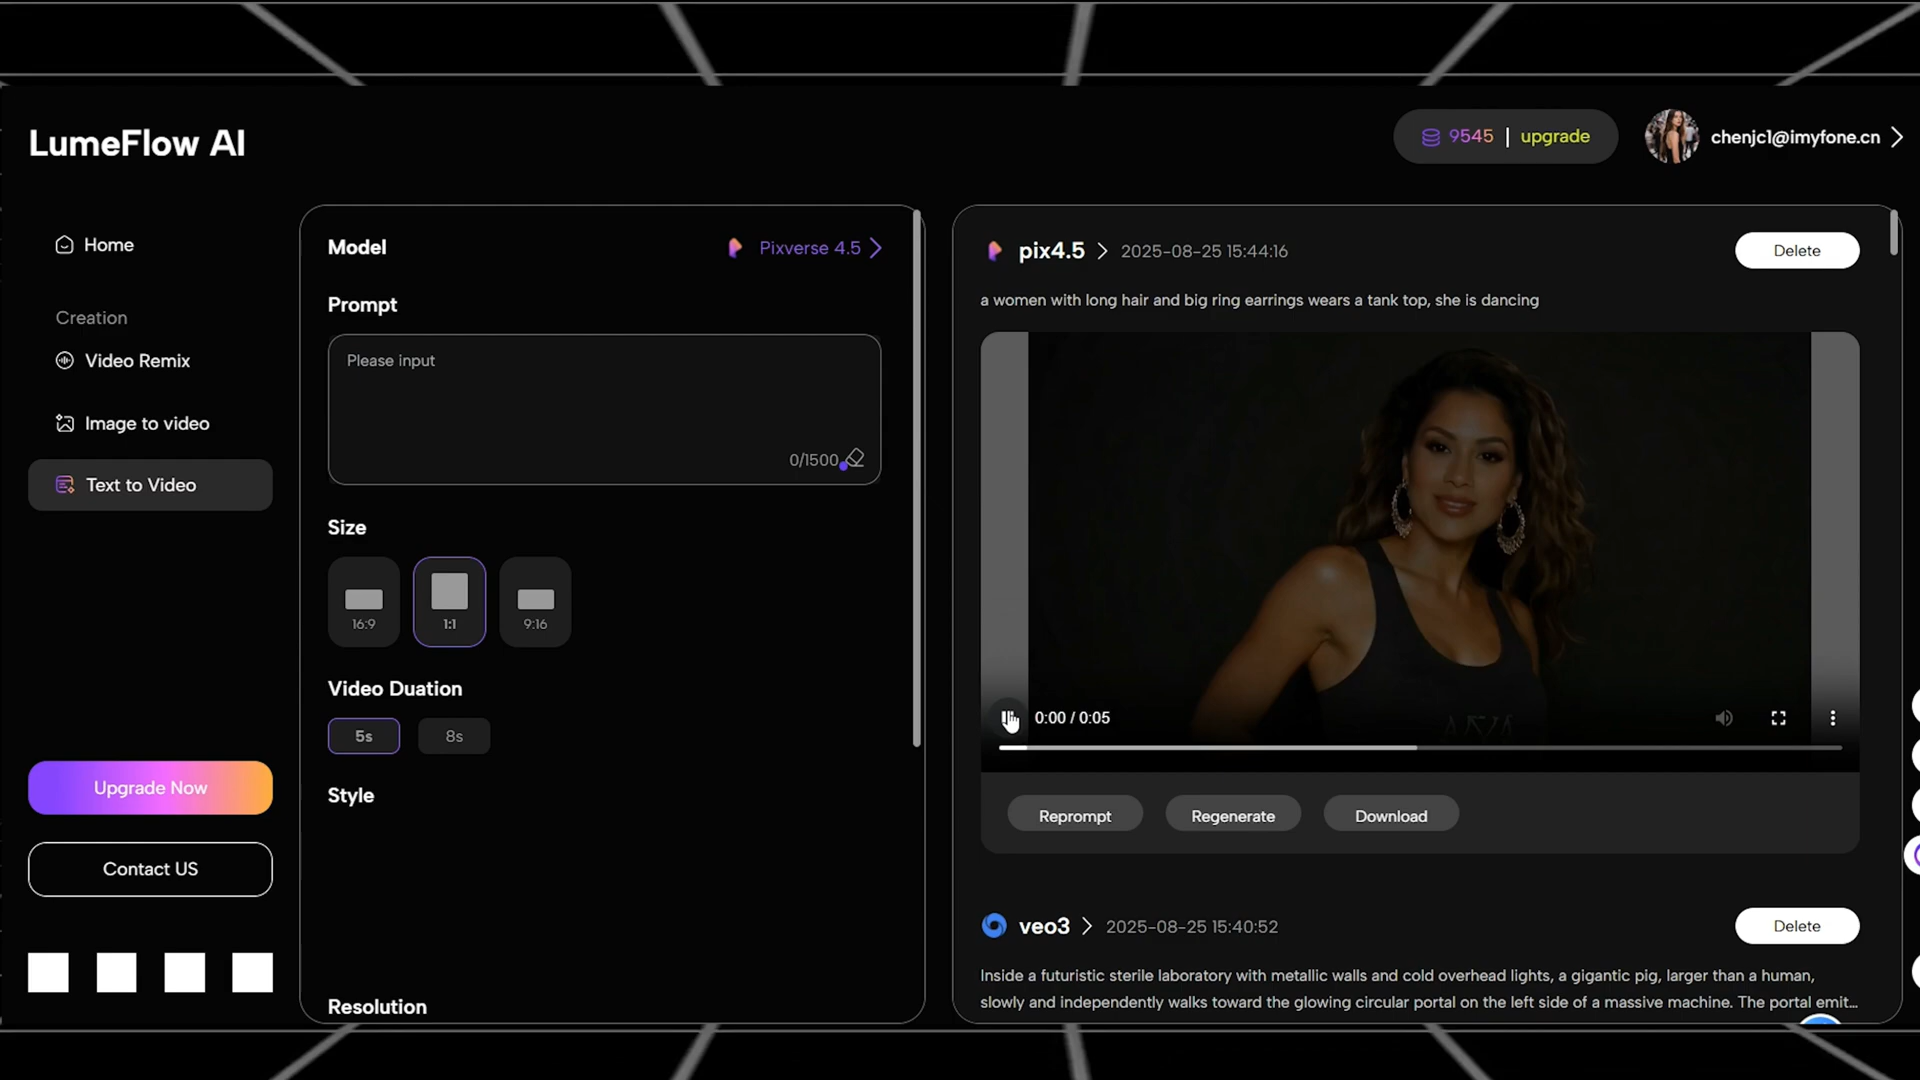 LumeFlow AI
9545 | upgrade
chenjc1@imyfone.cn
Home
Creation
Video Remix
Image to video
Text to Video
Upgrade Now
Contact US
Model
Pixverse 4.5
Prompt
Please input
0/1500
Size
16:9
1:1
9:16
Video Duation
5s
8s
Style
Resolution
pix4.5
2025-08-25 15:44:16
Delete
a women with long hair and big ring earrings wears a tank top, she is dancing
0:00 / 0:05
Reprompt
Regenerate
Download
veo3
2025-08-25 15:40:52
Delete
Inside a futuristic sterile laboratory with metallic walls and cold overhead lights, a gigantic pig, larger than a human,
slowly and independently walks toward the glowing circular portal on the left side of a massive machine. The portal emit...